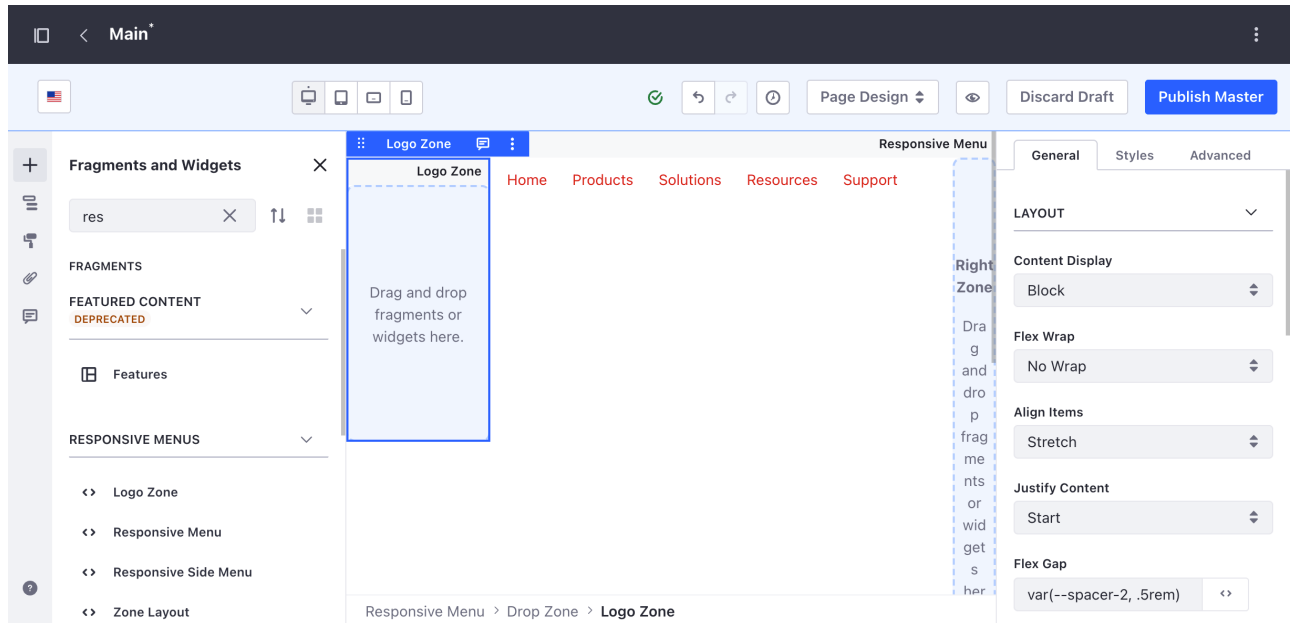 Main*
Page Design
Discard Draft
Publish Master
Fragments and Widgets
res
FRAGMENTS
FEATURED CONTENT
DEPRECATED
Features
RESPONSIVE MENUS
Logo Zone
Responsive Menu
Responsive Side Menu
Zone Layout
Logo Zone
Responsive Menu
Logo Zone
Home Products Solutions Resources Support
Drag and drop
fragments or
widgets here.
Right
Zone
Dra
g
and
dro
p
frag
me
nts
or
wid
get
s
her
Responsive Menu > Drop Zone > Logo Zone
General Styles Advanced
LAYOUT
Content Display
Block
Flex Wrap
No Wrap
Align Items
Stretch
Justify Content
Start
Flex Gap
var(--spacer-2, .5rem)